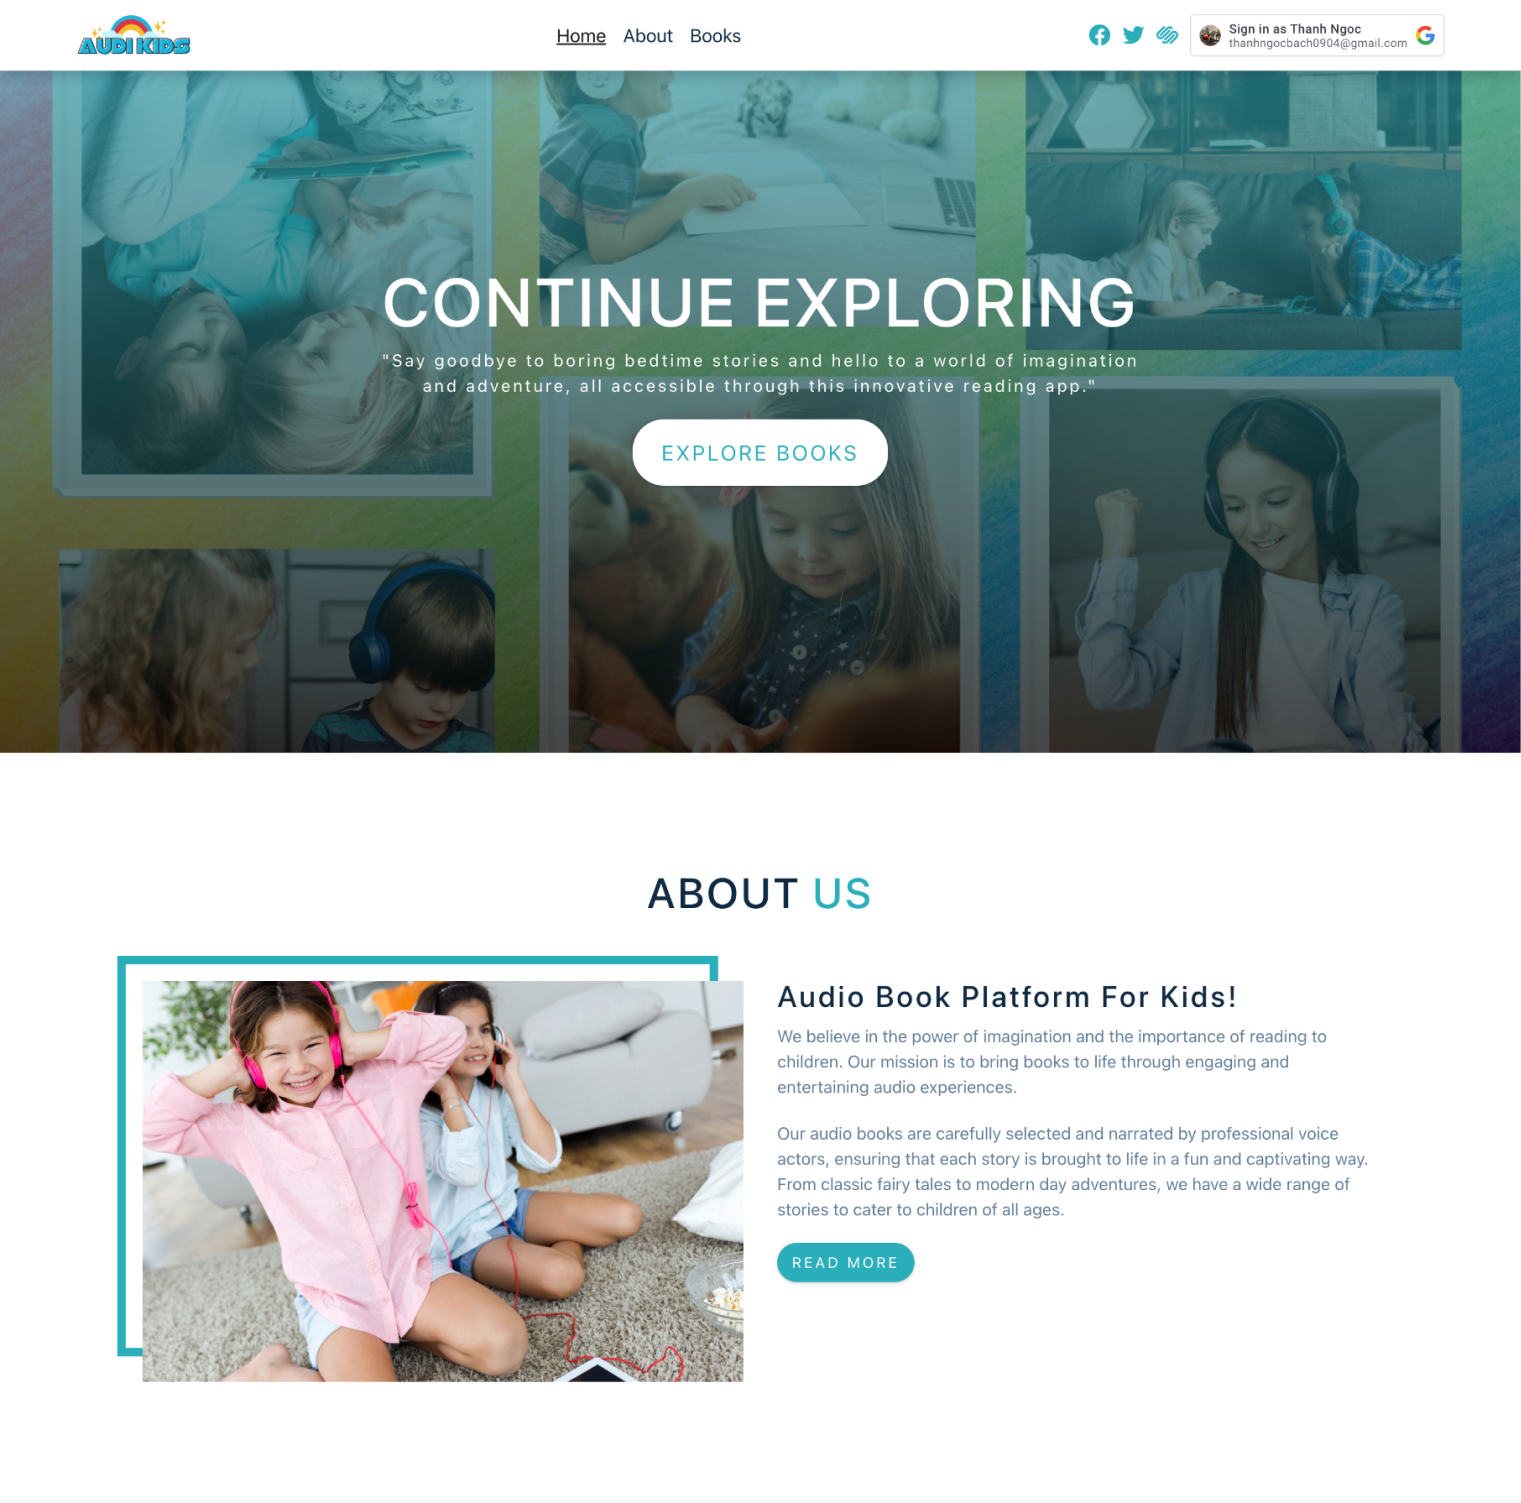 AUDI KIDS
Home About Books
Sign in as Thanh Ngoc
thanhngocbach0904@gmail.com
CONTINUE EXPLORING
"Say goodbye to boring bedtime stories and hello to a world of imagination
and adventure, all accessible through this innovative reading app."
EXPLORE BOOKS
ABOUT US
Audio Book Platform For Kids!
We believe in the power of imagination and the importance of reading to
children. Our mission is to bring books to life through engaging and
entertaining audio experiences.
Our audio books are carefully selected and narrated by professional voice
actors, ensuring that each story is brought to life in a fun and captivating way.
From classic fairy tales to modern day adventures, we have a wide range of
stories to cater to children of all ages.
READ MORE